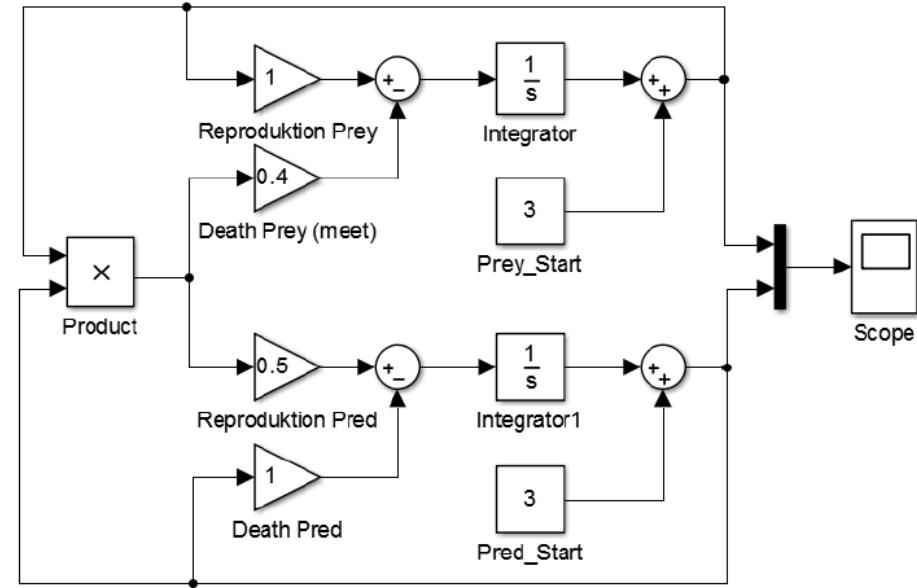 1
+
−
1
s
+
+
Reproduktion Prey
Integrator
0.4
3
Death Prey (meet)
Prey_Start
×
Product
Scope
0.5
+
−
1
s
+
+
Reproduktion Pred
Integrator1
1
3
Death Pred
Pred_Start